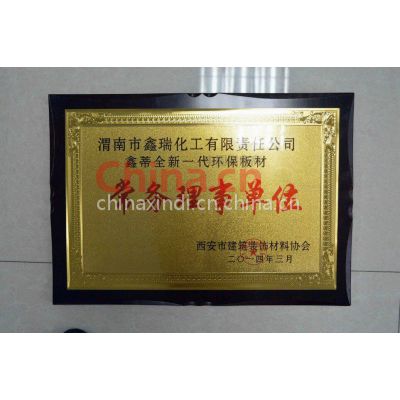 渭南市鑫瑞化工有限责任公司
鑫蒂全新一代环保板材
China.cn
常务理事单位
chinaxindi.cn.china.cn
西安市建筑装饰材料协会
二〇一四年三月